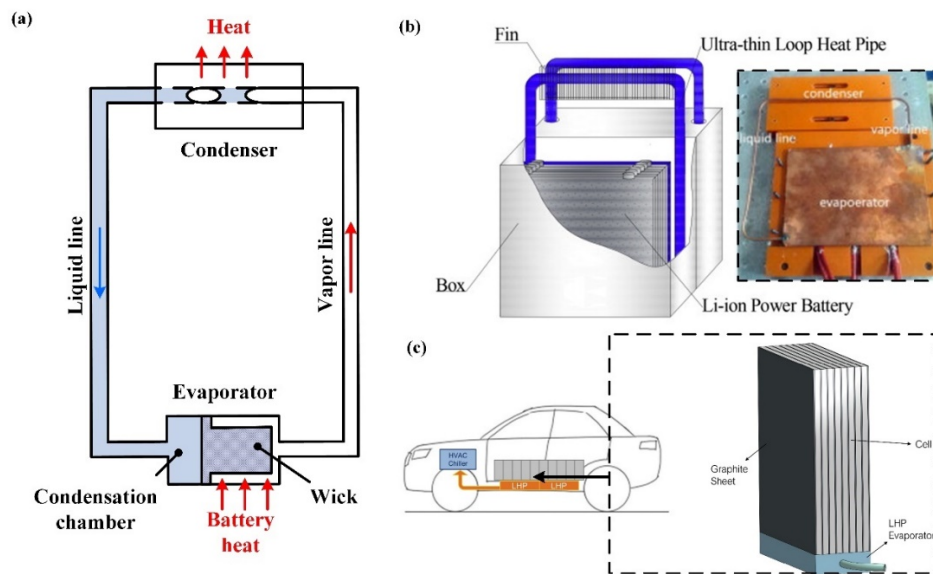 (a)
Heat
Condenser
Liquid line
Vapor line
Evaporator
Condensation
chamber
Battery
heat
Wick
(b)
Fin
Ultra-thin Loop Heat Pipe
condenser
liquid line
vapor line
evapoerator
Box
Li-ion Power Battery
(c)
HVAC
Chiller
LHP
LHP
Graphite
Sheet
Cell
LHP
Evaporator